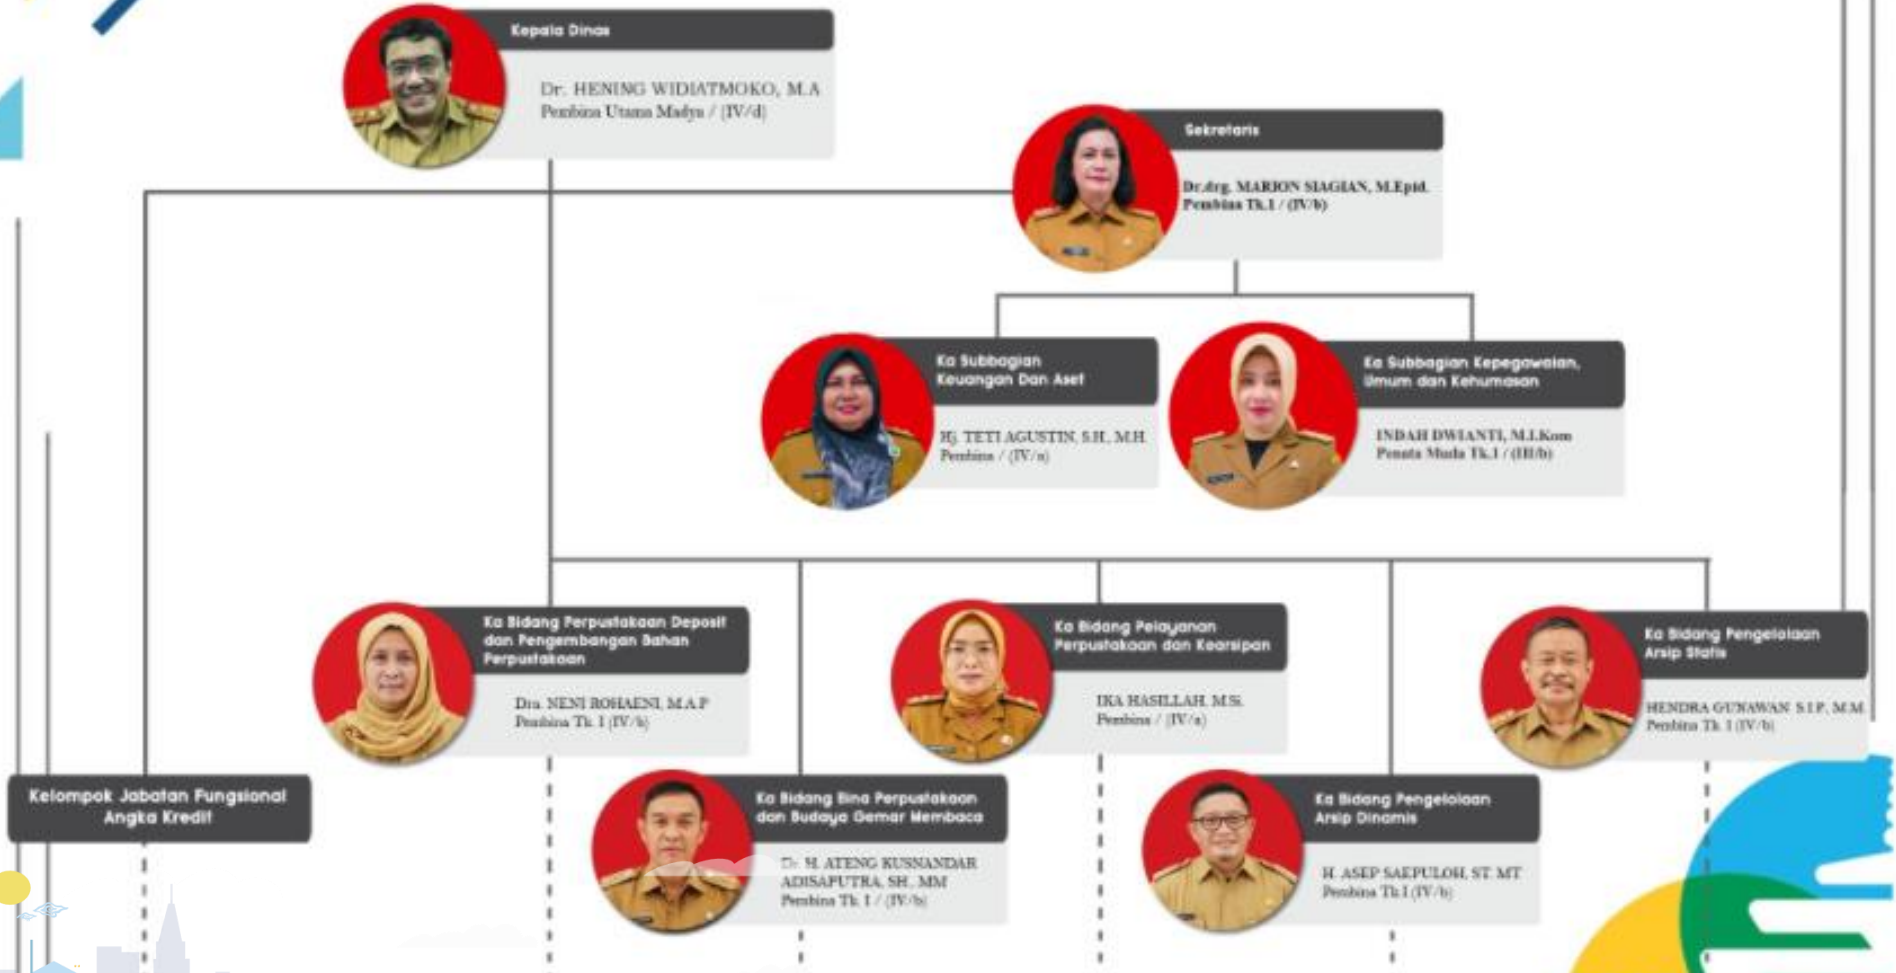 Kepala Dinas
Dr. HENING WIDIATMOKO, M.A
Pembina Utama Madya / (IV/d)
Sekretaris
Dr.drg. MARION SIAGIAN, M.Epid.
Pembina Tk.I / (IV/b)
Ka Subbagian
Keuangan Dan Aset
Hj. TETI AGUSTIN, S.H., M.H.
Pembina / (IV/a)
Ka Subbagian Kepegawaian,
Umum dan Kehumasan
INDAH DWIANTI, M.I.Kom
Penata Muda Tk.I / (III/b)
Ka Bidang Perpustakaan Deposit
dan Pengembangan Bahan
Perpustakaan
Dra. NENI ROHAENI, M.A.P
Pembina Tk. I (IV/b)
Ka Bidang Pelayanan
Perpustakaan dan Kearsipan
IKA HASILLAH, M.Si.
Pembina / (IV/a)
Ka Bidang Pengelolaan
Arsip Statis
HENDRA GUNAWAN S.I.P., M.M.
Pembina Tk. I (IV/b)
Kelompok Jabatan Fungsional
Angka Kredit
Ka Bidang Bina Perpustakaan
dan Budaya Gemar Membaca
Dr. H. ATENG KUSNANDAR
ADISAPUTRA, SH., MM
Pembina Tk. I / (IV/b)
Ka Bidang Pengelolaan
Arsip Dinamis
H. ASEP SAEPULOH, ST. MT
Pembina Tk.I (IV/b)